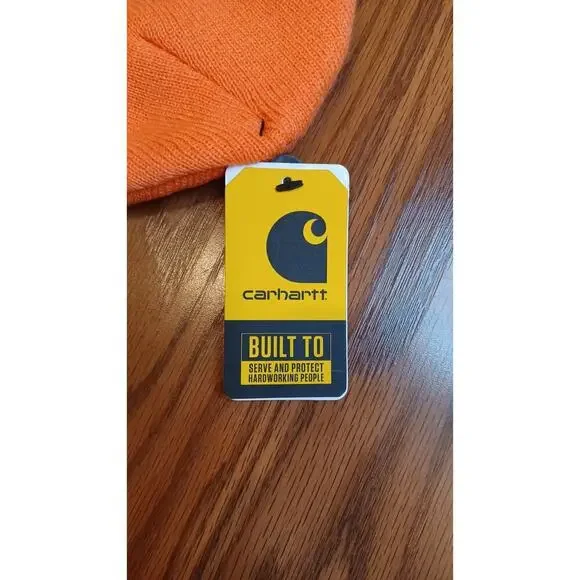 carhartt
BUILT TO
SERVE AND PROTECT
HARDWORKING PEOPLE